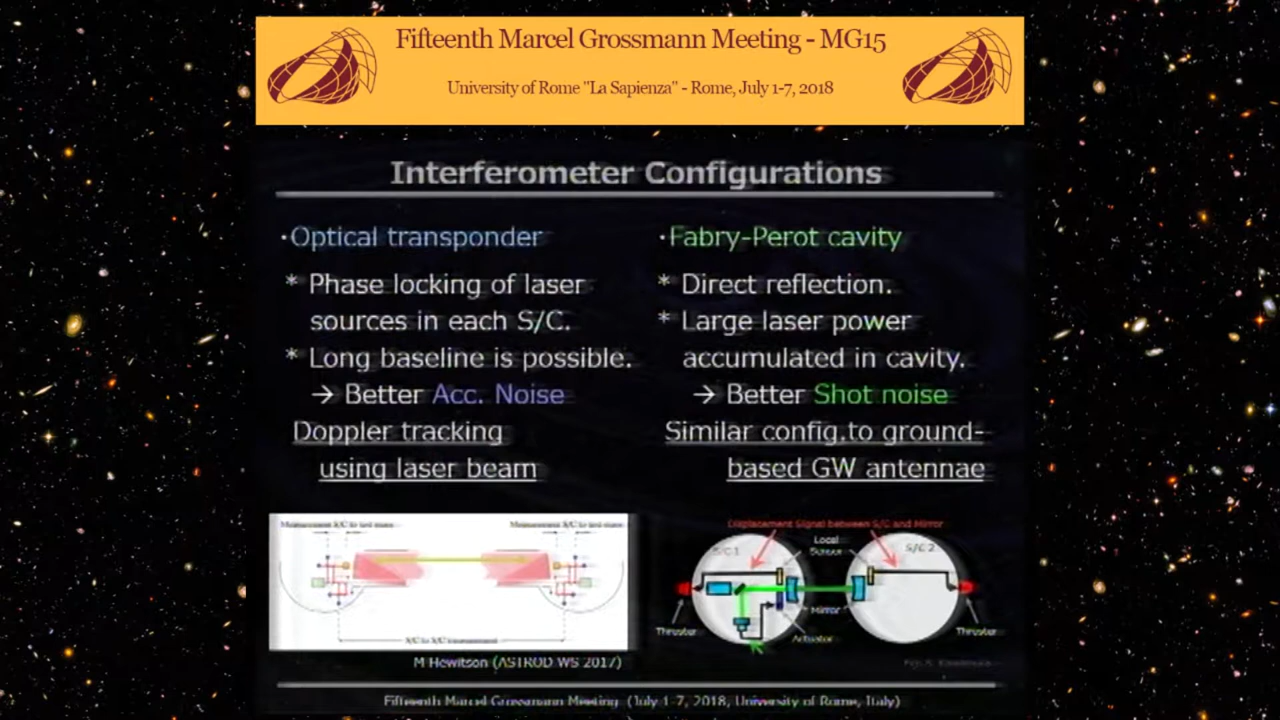 Fifteenth Marcel Grossmann Meeting - MG15
University of Rome "La Sapienza" - Rome, July 1-7, 2018
Interferometer Configurations
·Optical transponder
* Phase locking of laser
sources in each S/C.
* Long baseline is possible.
→ Better Acc. Noise
Doppler tracking
using laser beam
·Fabry-Perot cavity
* Direct reflection.
* Large laser power
accumulated in cavity.
→ Better Shot noise
Similar config.to ground-
based GW antennae
Measurement S/C to test mass
Measurement S/C to test mass
S/C to S/C measurement
M Hewitson (ASTROD WS 2017)
Displacement Signal between S/C and Mirror
S/C 1
Local
Sensor
S/C 2
Mirror
Thruster
Actuator
Thruster
Fifteenth Marcel Grossmann Meeting (July 1-7, 2018, University of Rome, Italy)